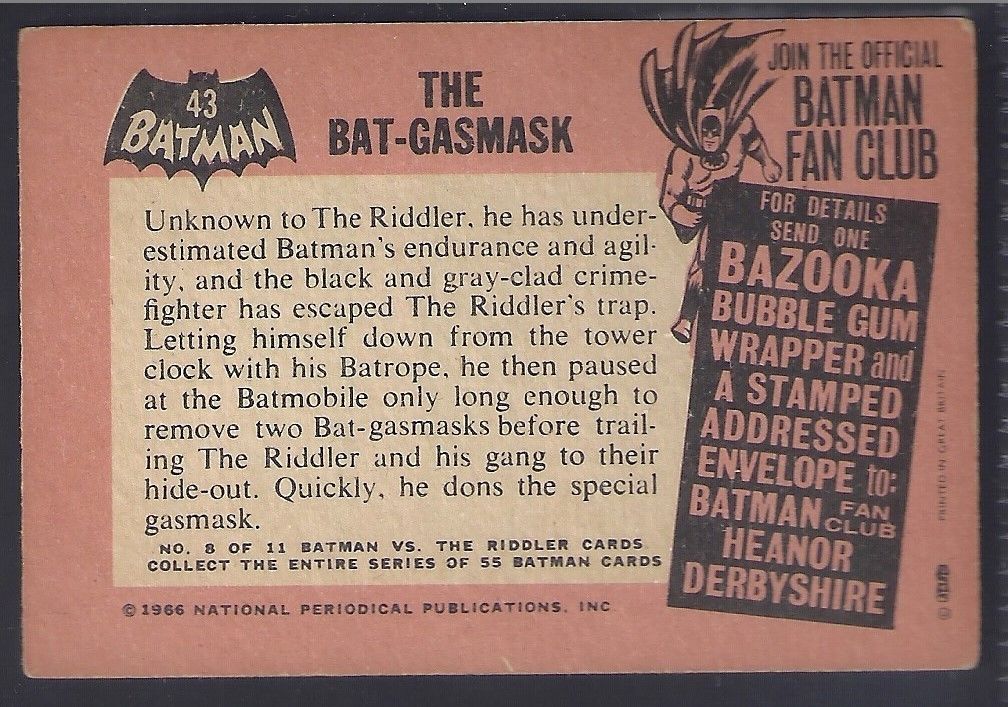 43
BATMAN
THE
BAT-GASMASK
Unknown to The Riddler, he has under-
estimated Batman's endurance and agil-
ity, and the black and gray-clad crime-
fighter has escaped The Riddler's trap.
Letting himself down from the tower
clock with his Batrope, he then paused
at the Batmobile only long enough to
remove two Bat-gasmasks before trail-
ing The Riddler and his gang to their
hide-out. Quickly, he dons the special
gasmask.
NO. 8 OF 11 BATMAN VS. THE RIDDLER CARDS
COLLECT THE ENTIRE SERIES OF 55 BATMAN CARDS
© 1966 NATIONAL PERIODICAL PUBLICATIONS, INC
JOIN THE OFFICIAL
BATMAN
FAN CLUB
FOR DETAILS
SEND ONE
BAZOOKA
BUBBLE GUM
WRAPPER and
A STAMPED
ADDRESSED
ENVELOPE to:
BATMAN FAN CLUB
HEANOR
DERBYSHIRE
PRINTED IN GREAT BRITAIN
©